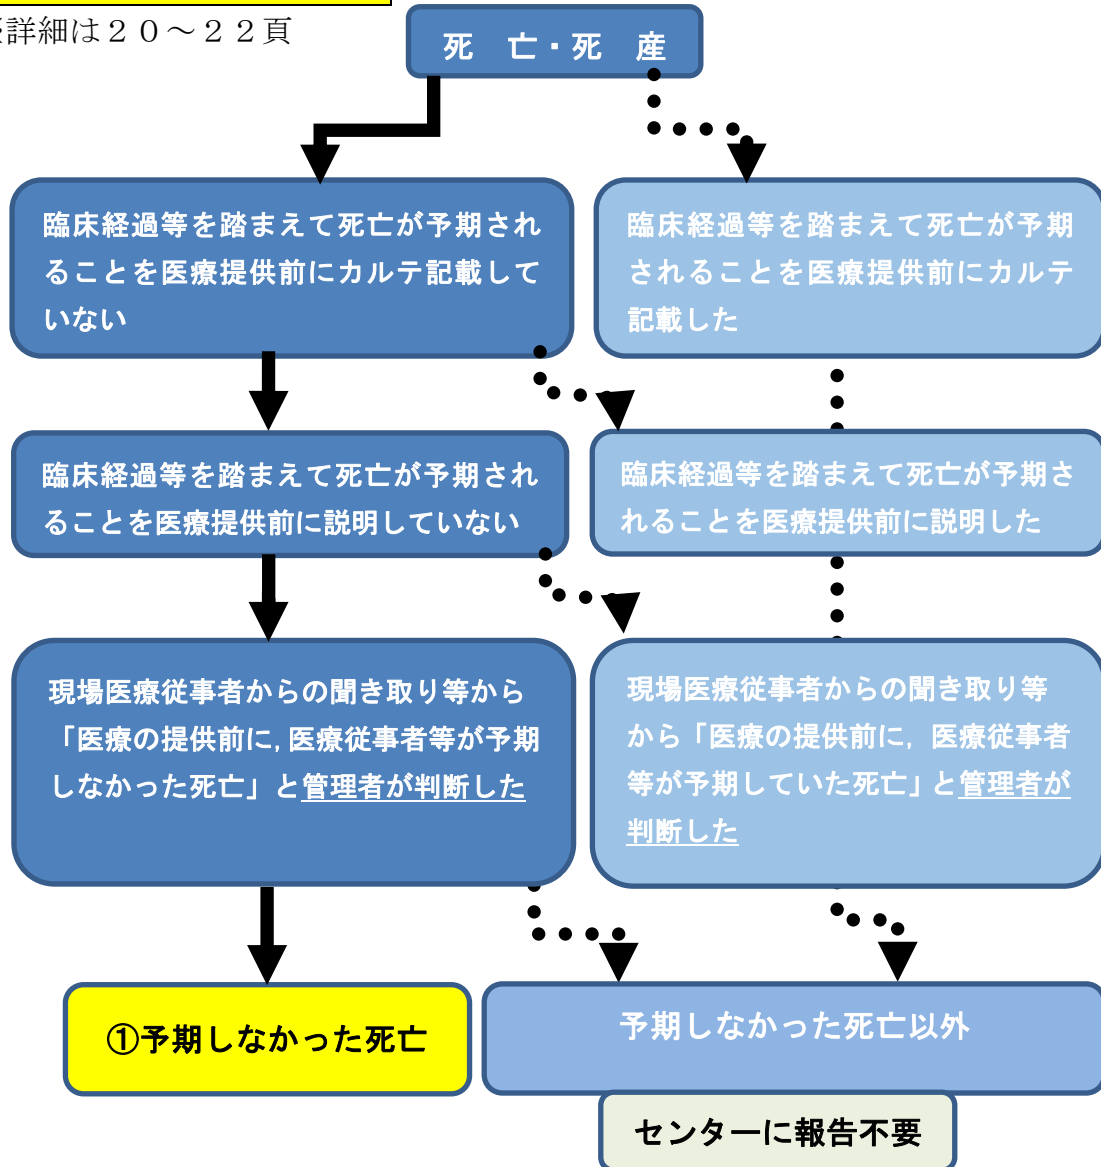 詳細は２０～２２頁
死　亡・死　産
臨床経過等を踏まえて死亡が予期され
ることを医療提供前にカルテ記載して
いない
臨床経過等を踏まえて死亡が予期
されることを医療提供前にカルテ
記載した
臨床経過等を踏まえて死亡が予期され
ることを医療提供前に説明していない
臨床経過等を踏まえて死亡が予期さ
れることを医療提供前に説明した
現場医療従事者からの聞き取り等から
「医療の提供前に，医療従事者等が予期
しなかった死亡」と管理者が判断した
現場医療従事者からの聞き取り等
から「医療の提供前に，医療従事者
等が予期していた死亡」と管理者が
判断した
①予期しなかった死亡
予期しなかった死亡以外
センターに報告不要